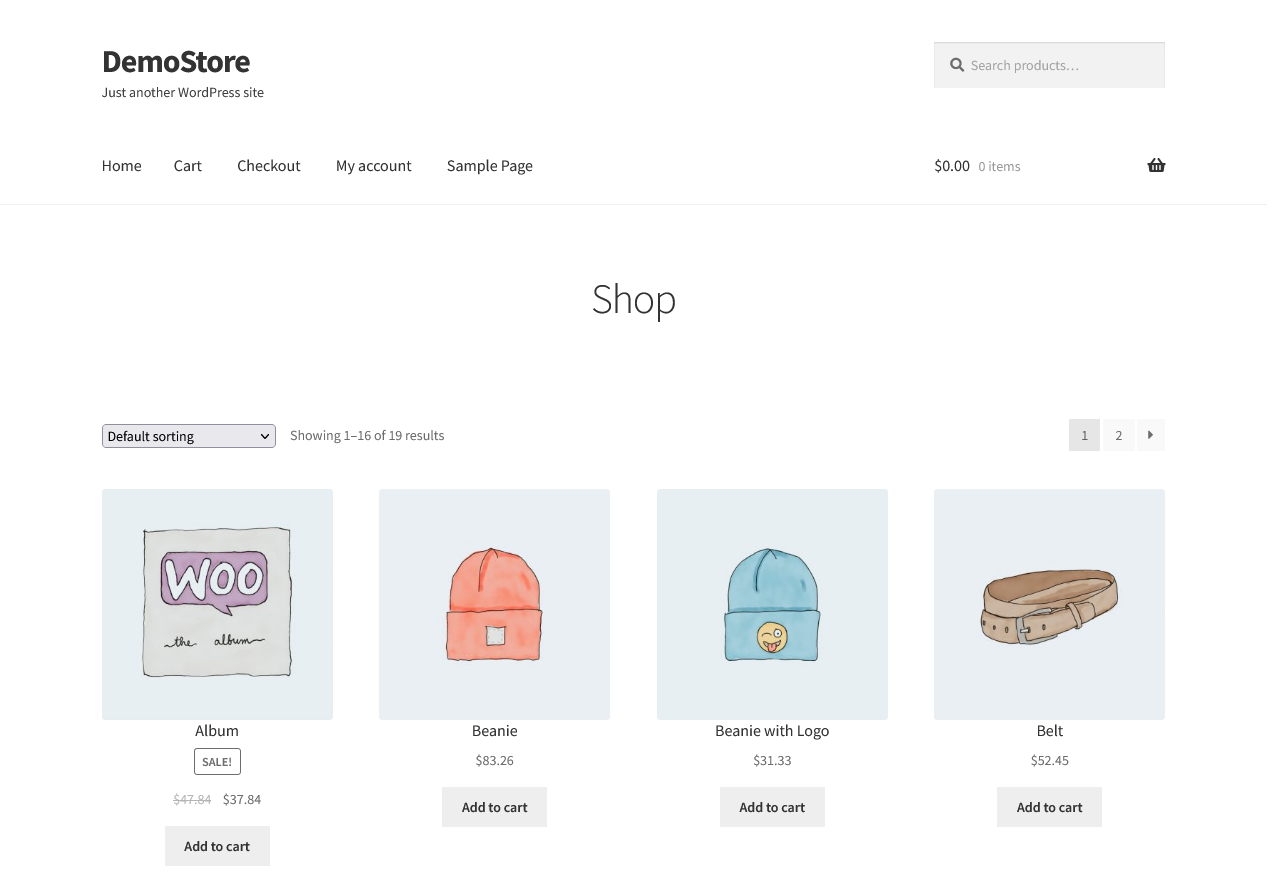 DemoStore
Just another WordPress site
Search products…
Home Cart Checkout My account Sample Page
$0.00 0 items
Shop
Default sorting
Showing 1–16 of 19 results
1 2
WOO
the album
Album
SALE!
$47.84 $37.84
Add to cart
Beanie
$83.26
Add to cart
Beanie with Logo
$31.33
Add to cart
Belt
$52.45
Add to cart